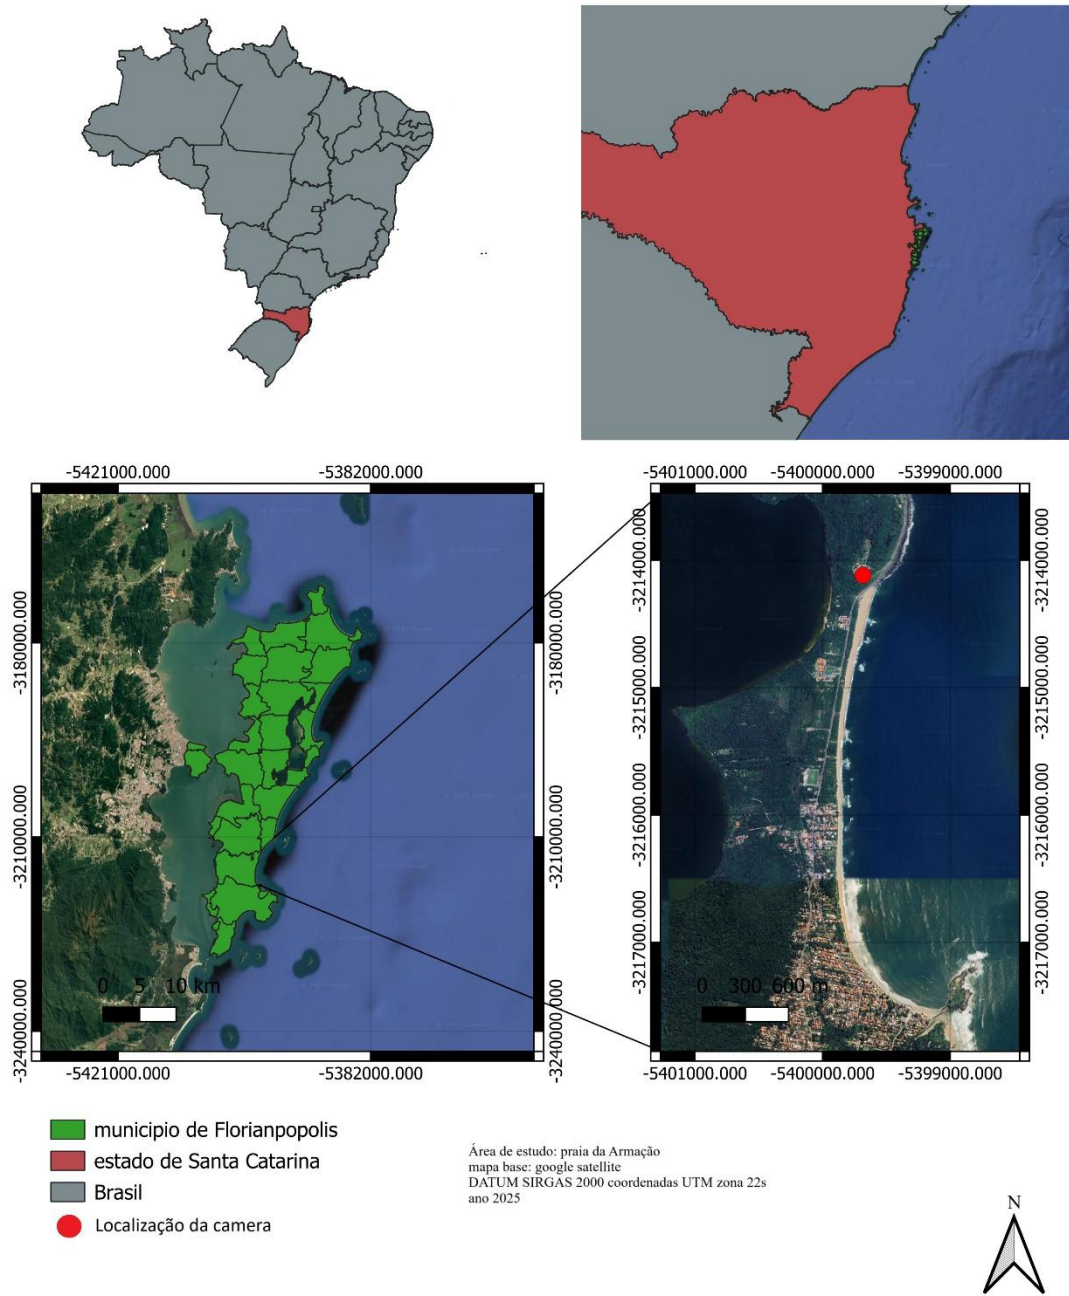 -5421000.000 -5382000.000
-5401000.000 -5400000.000 -5399000.000
-3180000.000
-3210000.000
-3240000.000
-3180000.000
-3210000.000
-3240000.000
0 5 10 km
-5421000.000 -5382000.000
-3214000.000
-3215000.000
-3216000.000
-3217000.000
-3214000.000
-3215000.000
-3216000.000
-3217000.000
0 300 600 m
-5401000.000 -5400000.000 -5399000.000
municipio de Florianpopolis
estado de Santa Catarina
Brasil
Localização da camera
Área de estudo: praia da Armação
mapa base: google satellite
DATUM SIRGAS 2000 coordenadas UTM zona 22s
ano 2025
N